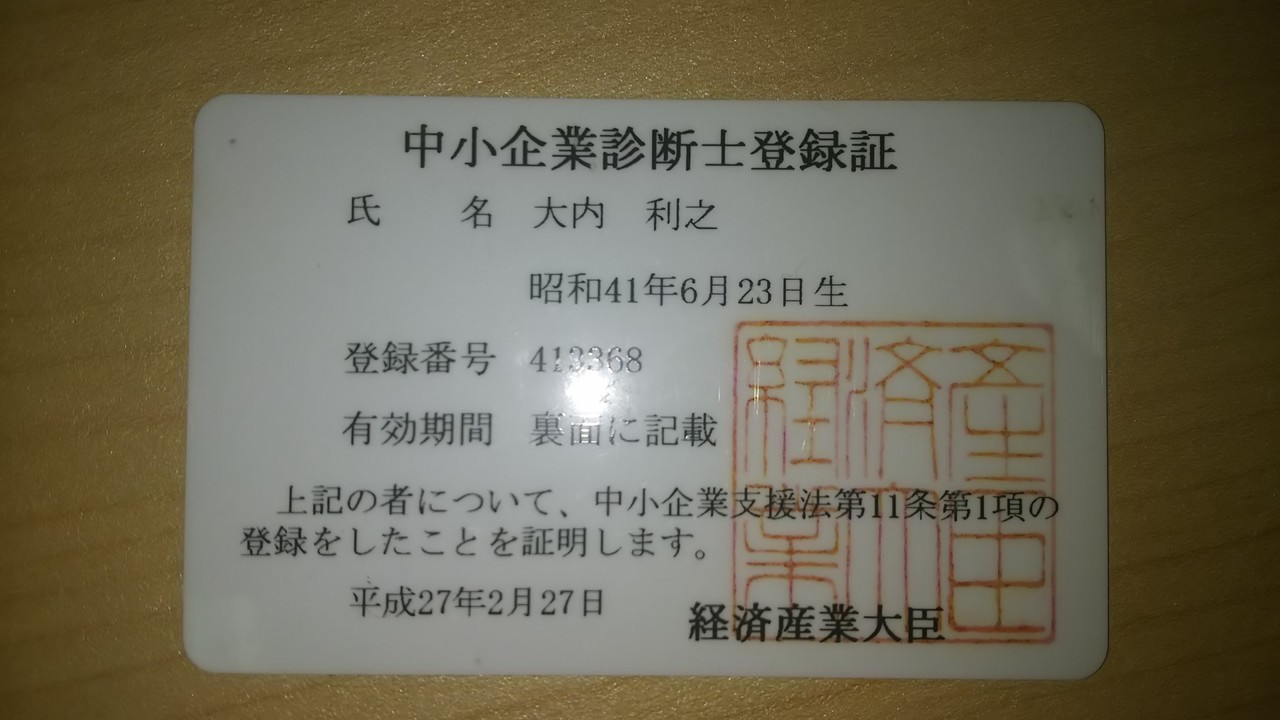 中小企業診断士登録証
氏　　名　大内　利之
昭和41年6月23日生
登録番号　413368
有効期間　裏面に記載
上記の者について、中小企業支援法第11条第1項の
登録をしたことを証明します。
平成27年2月27日
経済産業大臣